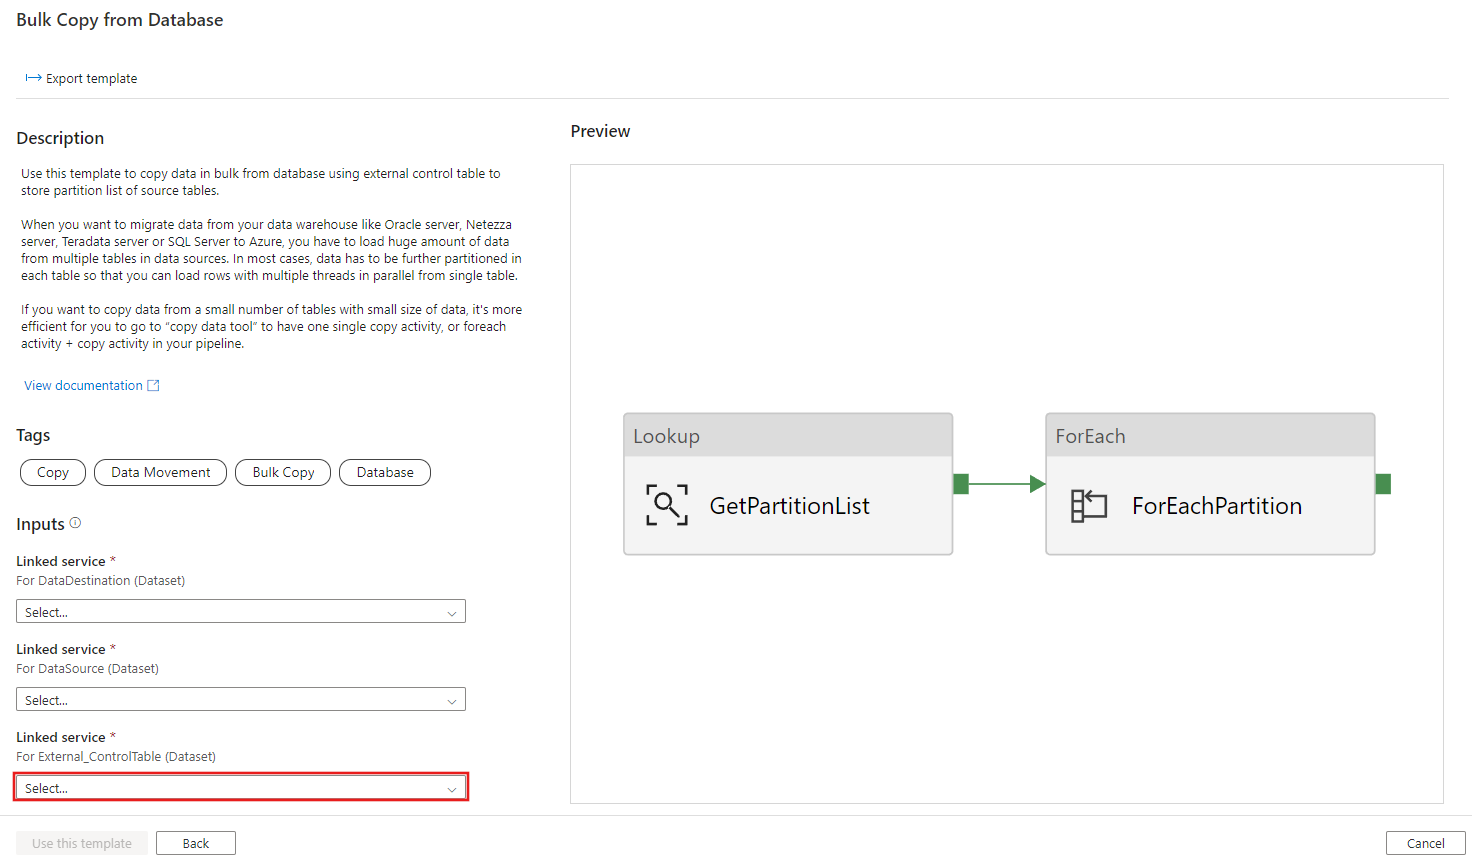 Bulk Copy from Database
Export template
Description
Use this template to copy data in bulk from database using external control table to
store partition list of source tables.
When you want to migrate data from your data warehouse like Oracle server, Netezza
server, Teradata server or SQL Server to Azure, you have to load huge amount of data
from multiple tables in data sources. In most cases, data has to be further partitioned in
each table so that you can load rows with multiple threads in parallel from single table.
If you want to copy data from a small number of tables with small size of data, it's more
efficient for you to go to “copy data tool” to have one single copy activity, or foreach
activity + copy activity in your pipeline.
View documentation
Tags
Copy
Data Movement
Bulk Copy
Database
Inputs
Linked service *
For DataDestination (Dataset)
Select...
Linked service *
For DataSource (Dataset)
Select...
Linked service *
For External_ControlTable (Dataset)
Select...
Preview
Lookup
GetPartitionList
ForEach
ForEachPartition
Use this template
Back
Cancel